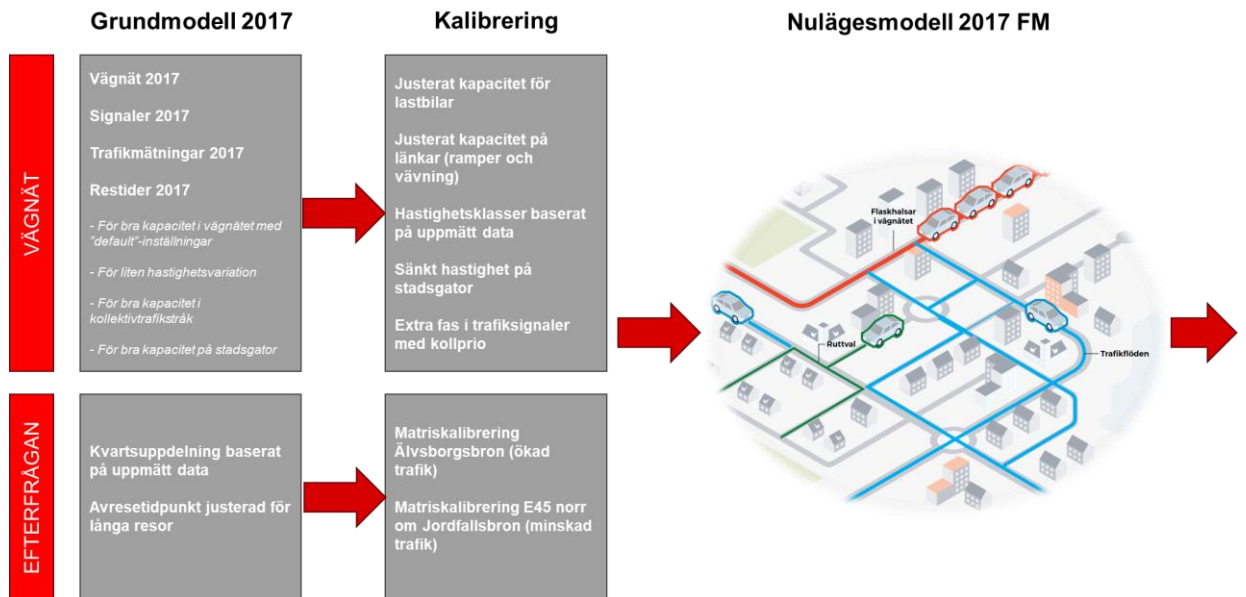 Grundmodell 2017
Kalibrering
Nulägesmodell 2017 FM
VÄGNÄT
Vägnät 2017
Signaler 2017
Trafikmätningar 2017
Restider 2017
- För bra kapacitet i vägnätet med
"default"-inställningar
- För liten hastighetsvariation
- För bra kapacitet i
kollektivtrafikstråk
- För bra kapacitet på stadsgator
Justerat kapacitet för
lastbilar
Justerat kapacitet på
länkar (ramper och
vävning)
Hastighetsklasser baserat
på uppmätt data
Sänkt hastighet på
stadsgator
Extra fas i trafiksignaler
med kollprio
Flaskhalsar
i vägnätet
Ruttval
Trafikflöden
EFTERFRÅGAN
Kvartsuppdelning baserat
på uppmätt data
Avresetidpunkt justerad för
långa resor
Matriskalibrering
Älvsborgsbron (ökad
trafik)
Matriskalibrering E45 norr
om Jordfallsbron (minskad
trafik)